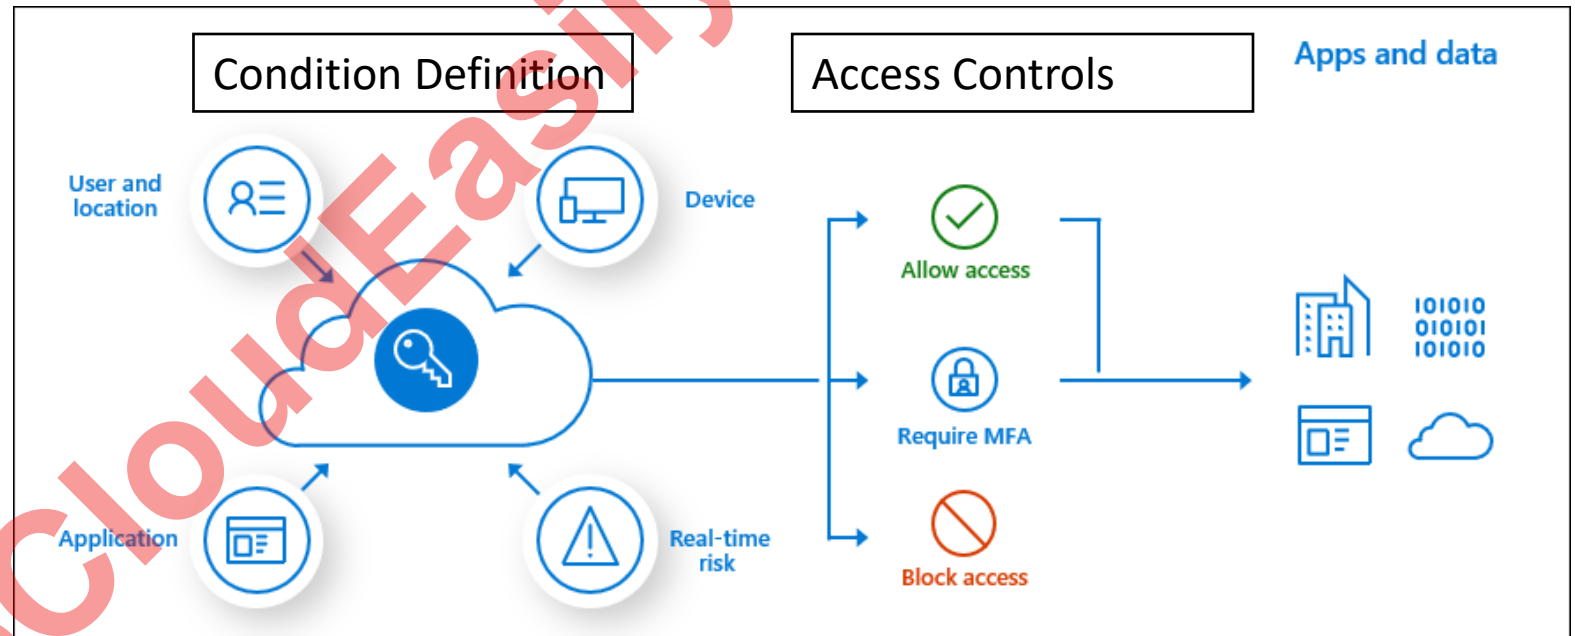 Condition Definition
Access Controls
Apps and data
User and
location
Device
Allow access
101010
010101
101010
Require MFA
Application
Real-time
risk
Block access
CloudEasily